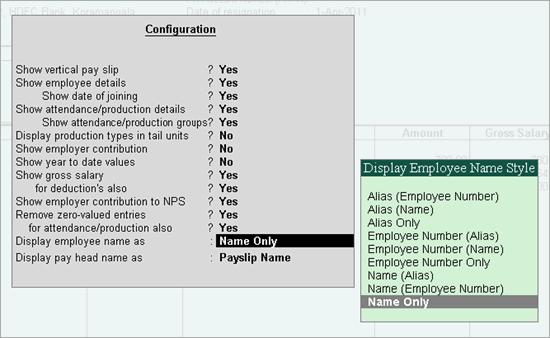 , HDFC Bank, Koramangala Date of resignation 1-Apr-2011
Configuration
Show vertical pay slip ? Yes
Show employee details ? Yes
Show date of joining ? Yes
Show attendance/production details ? Yes
Show attendance/production groups ? Yes
Display production types in tail units ? No
Show employer contribution ? No
Show year to date values ? No
Show gross salary ? Yes
for deduction's also ? Yes
Show employer contribution to NPS ? Yes
Remove zero-valued entries ? Yes
for attendance/production also ? Yes
Display employee name as : Name Only
Display pay head name as : Payslip Name
Amount Gross Salary
Display Employee Name Style
Alias (Employee Number)
Alias (Name)
Alias Only
Employee Number (Alias)
Employee Number (Name)
Employee Number Only
Name (Alias)
Name (Employee Number)
Name Only